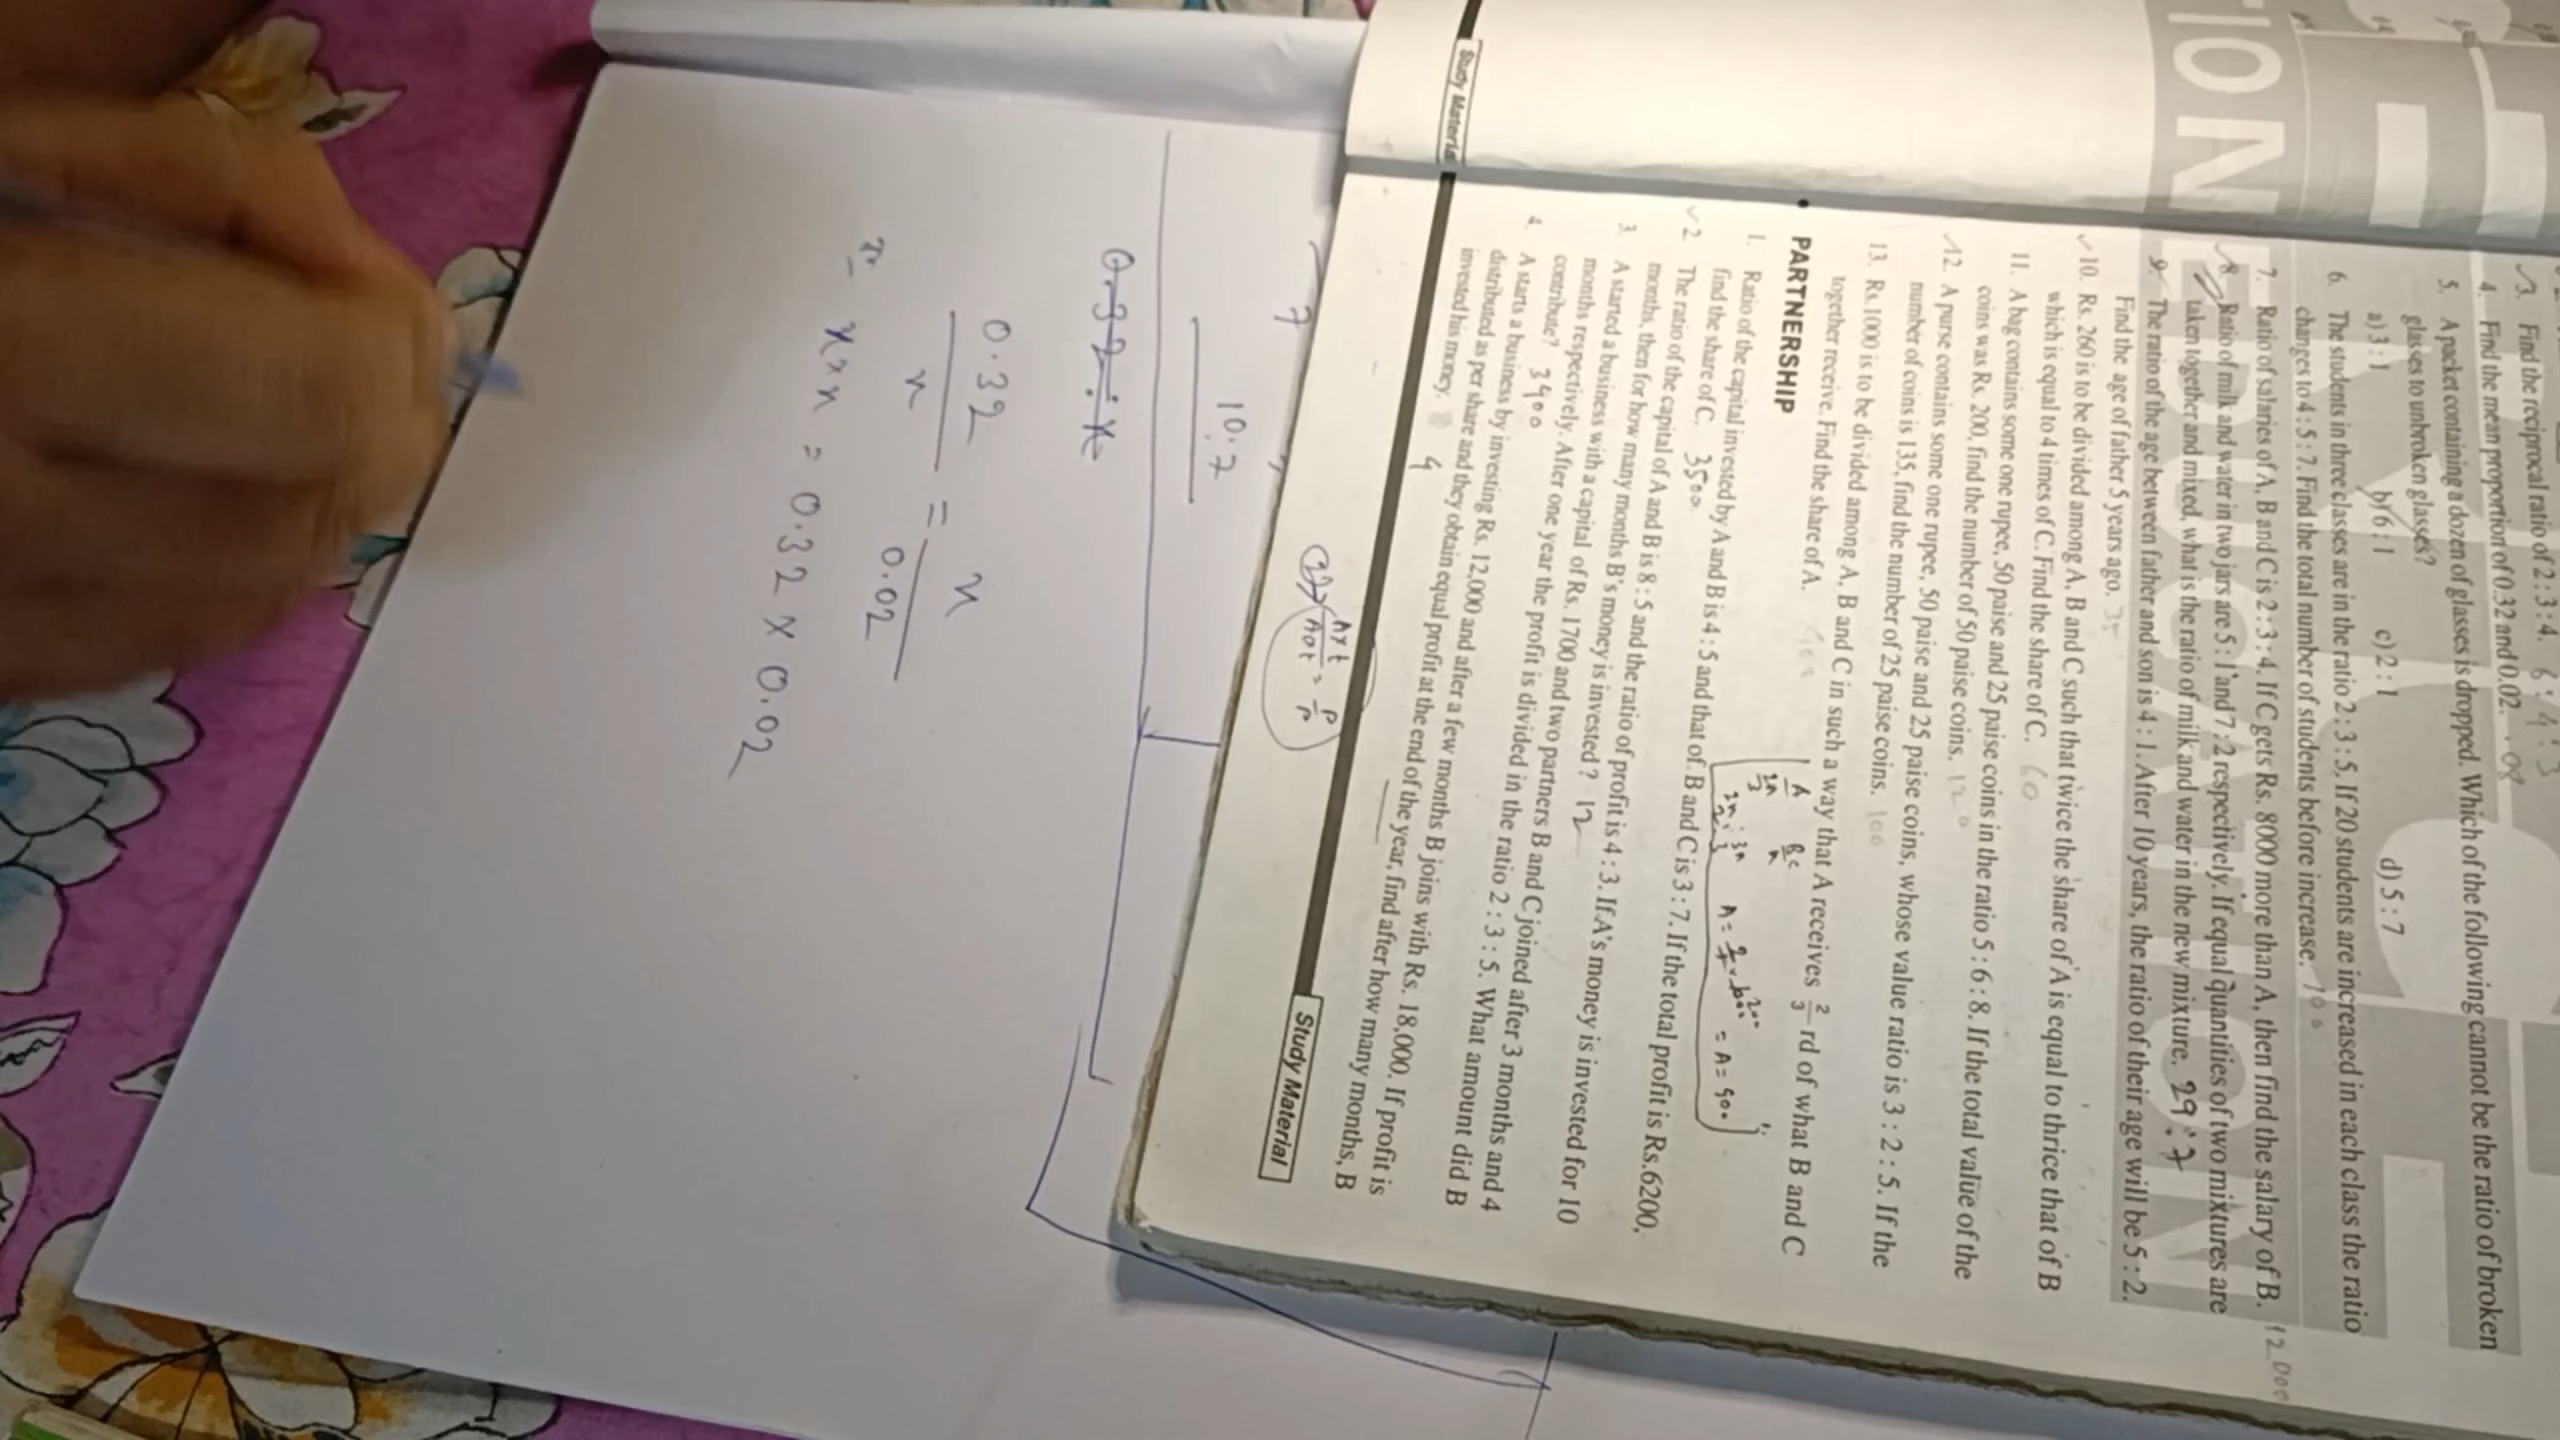 3. Find the reciprocal ratio of 2 : 3 : 4. 6 : 4 : 3
4. Find the mean proportion of 0.32 and 0.02. .08
5. A packet containing a dozen of glasses is dropped. Which of the following cannot be the ratio of broken
glasses to unbroken glasses?
a) 3 : 1 b) 6 : 1 c) 2 : 1 d) 5 : 7
6. The students in three classes are in the ratio 2 : 3 : 5. If 20 students are increased in each class the ratio
changes to 4 : 5 : 7. Find the total number of students before increase.
7. Ratio of salaries of A, B and C is 2 : 3 : 4. If C gets Rs. 8000 more than A, then find the salary of B. 12000
8. Ratio of milk and water in two jars are 5 : 1 and 7 : 2 respectively. If equal quantities of two mixtures are
taken together and mixed, what is the ratio of milk and water in the new mixture. 29 : 7
9. The ratio of the age between father and son is 4 : 1. After 10 years, the ratio of their age will be 5 : 2.
Find the age of father 5 years ago. 35
10. Rs. 260 is to be divided among A, B and C such that twice the share of A is equal to thrice that of B
which is equal to 4 times of C. Find the share of C. 60
11. A bag contains some one rupee, 50 paise and 25 paise coins in the ratio 5 : 6 : 8. If the total value of the
coins was Rs. 200, find the number of 50 paise coins. 120
12. A purse contains some one rupee, 50 paise and 25 paise coins, whose value ratio is 3 : 2 : 5. If the
number of coins is 135, find the number of 25 paise coins. 100
13. Rs. 1000 is to be divided among A, B and C in such a way that A receives 2/3 rd of what B and C
together receive. Find the share of A. 400
A = 400
• PARTNERSHIP
1. Ratio of the capital invested by A and B is 4 : 5 and that of. B and C is 3 : 7. If the total profit is Rs.6200,
find the share of C. 3500
2. The ratio of the capital of A and B is 8 : 5 and the ratio of profit is 4 : 3. If A's money is invested for 10
months, then for how many months B's money is invested? 12
3. A started a business with a capital of Rs. 1700 and two partners B and C joined after 3 months and 4
months respectively. After one year the profit is divided in the ratio 2 : 3 : 5. What amount did B
contribute? 3400
4. A starts a business by investing Rs. 12,000 and after a few months B joins with Rs. 18,000. If profit is
distributed as per share and they obtain equal profit at the end of the year, find after how many months, B
invested his money. 4
Study Material
Study Material
7
10.7
0.32 ÷ x
0.32/x = x/0.02
x × x = 0.32 × 0.02